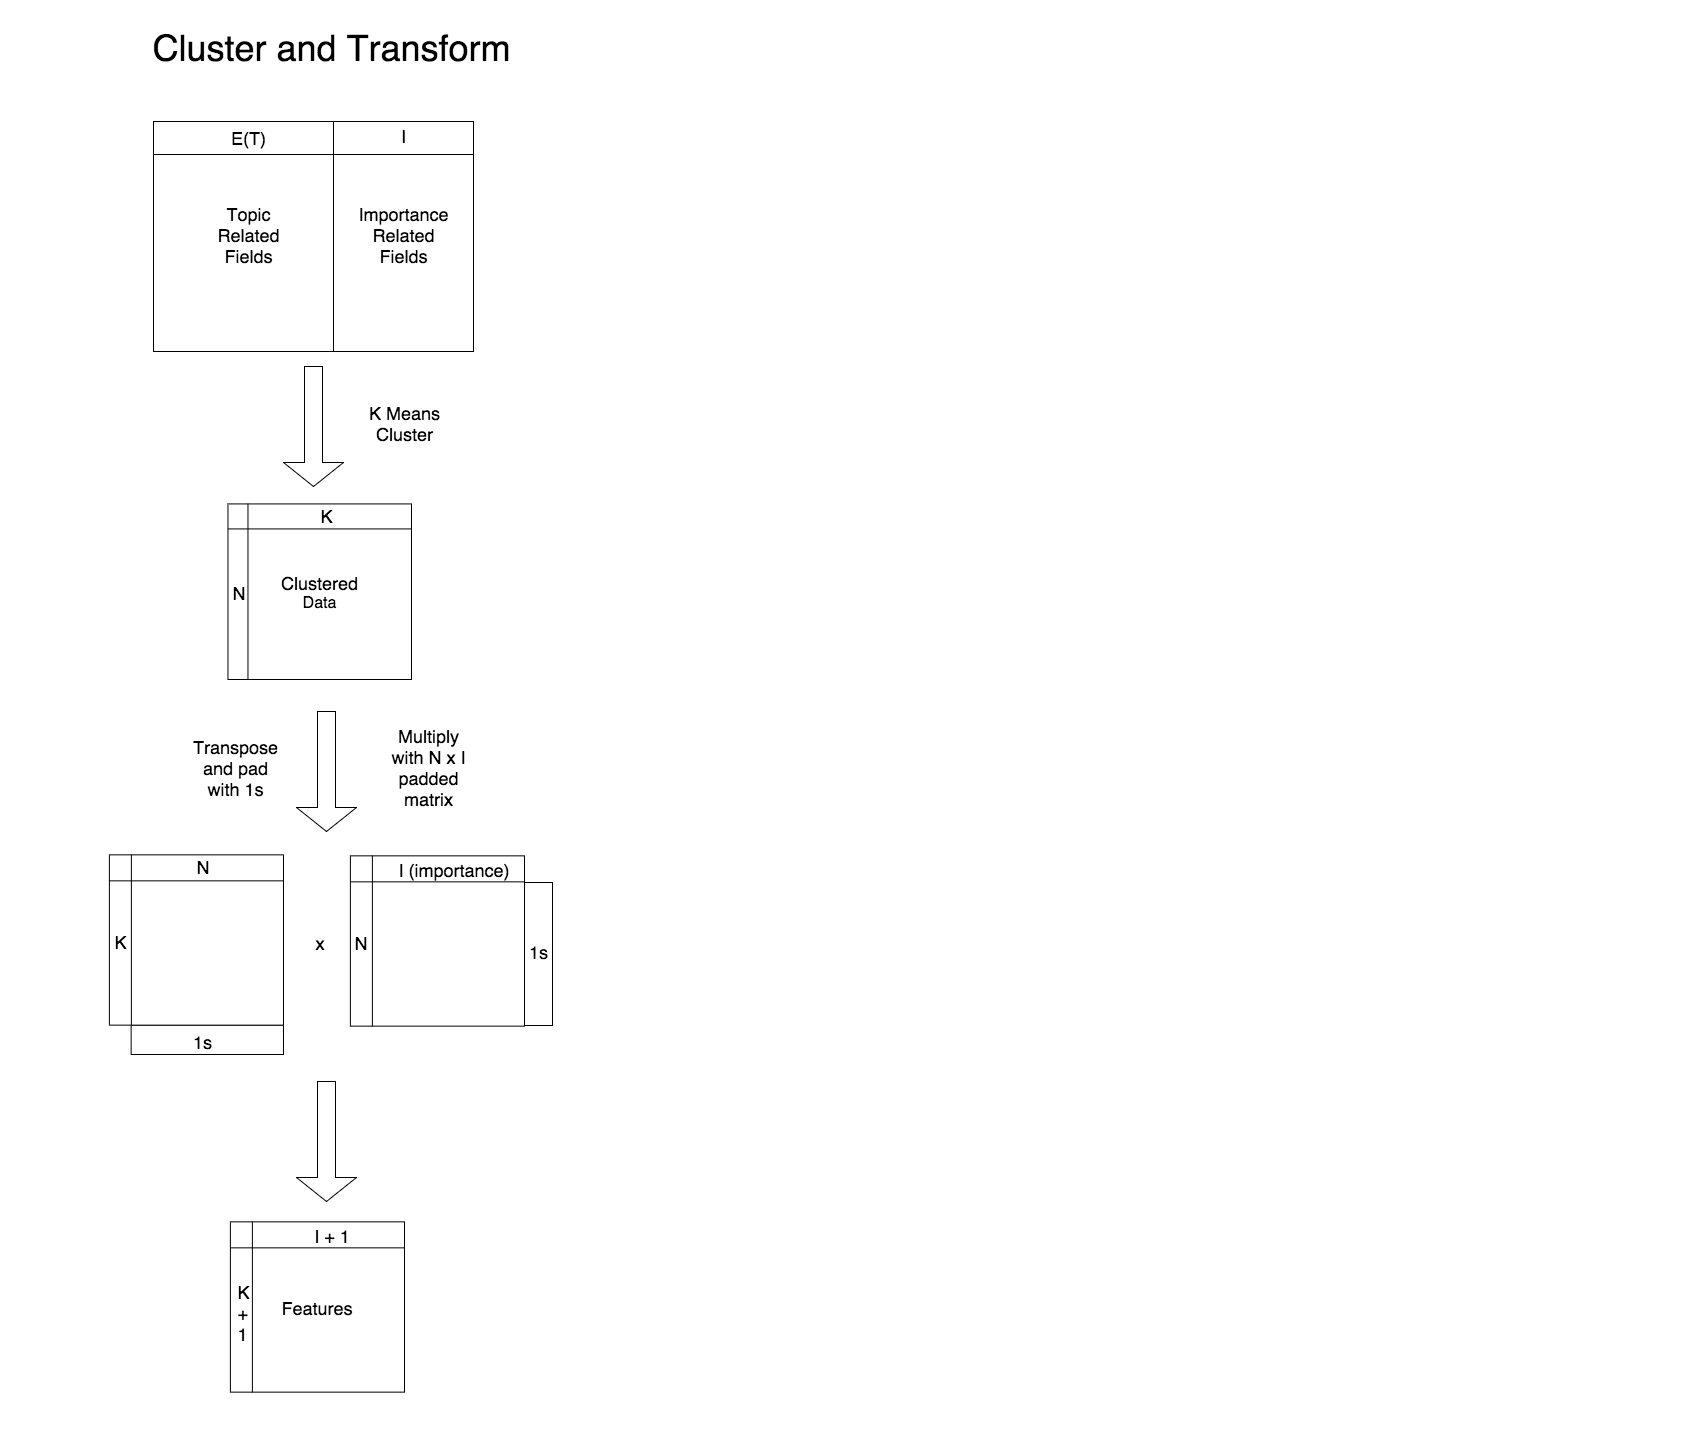 Cluster and Transform
E(T)
I
Topic
Related
Fields
Importance
Related
Fields
K Means
Cluster
K
N
Clustered
Data
Transpose
and pad
with 1s
Multiply
with N x I
padded
matrix
N
K
1s
x
I (importance)
N
1s
I + 1
K
+
1
Features